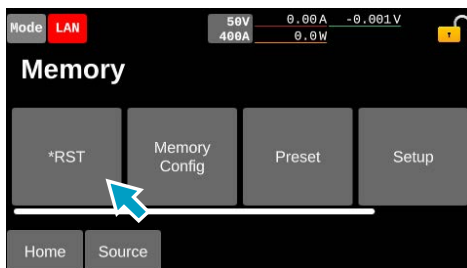 Mode LAN 50V 0.00A -0.001V
400A 0.0W
Memory
*RST Memory Config Preset Setup
Home Source